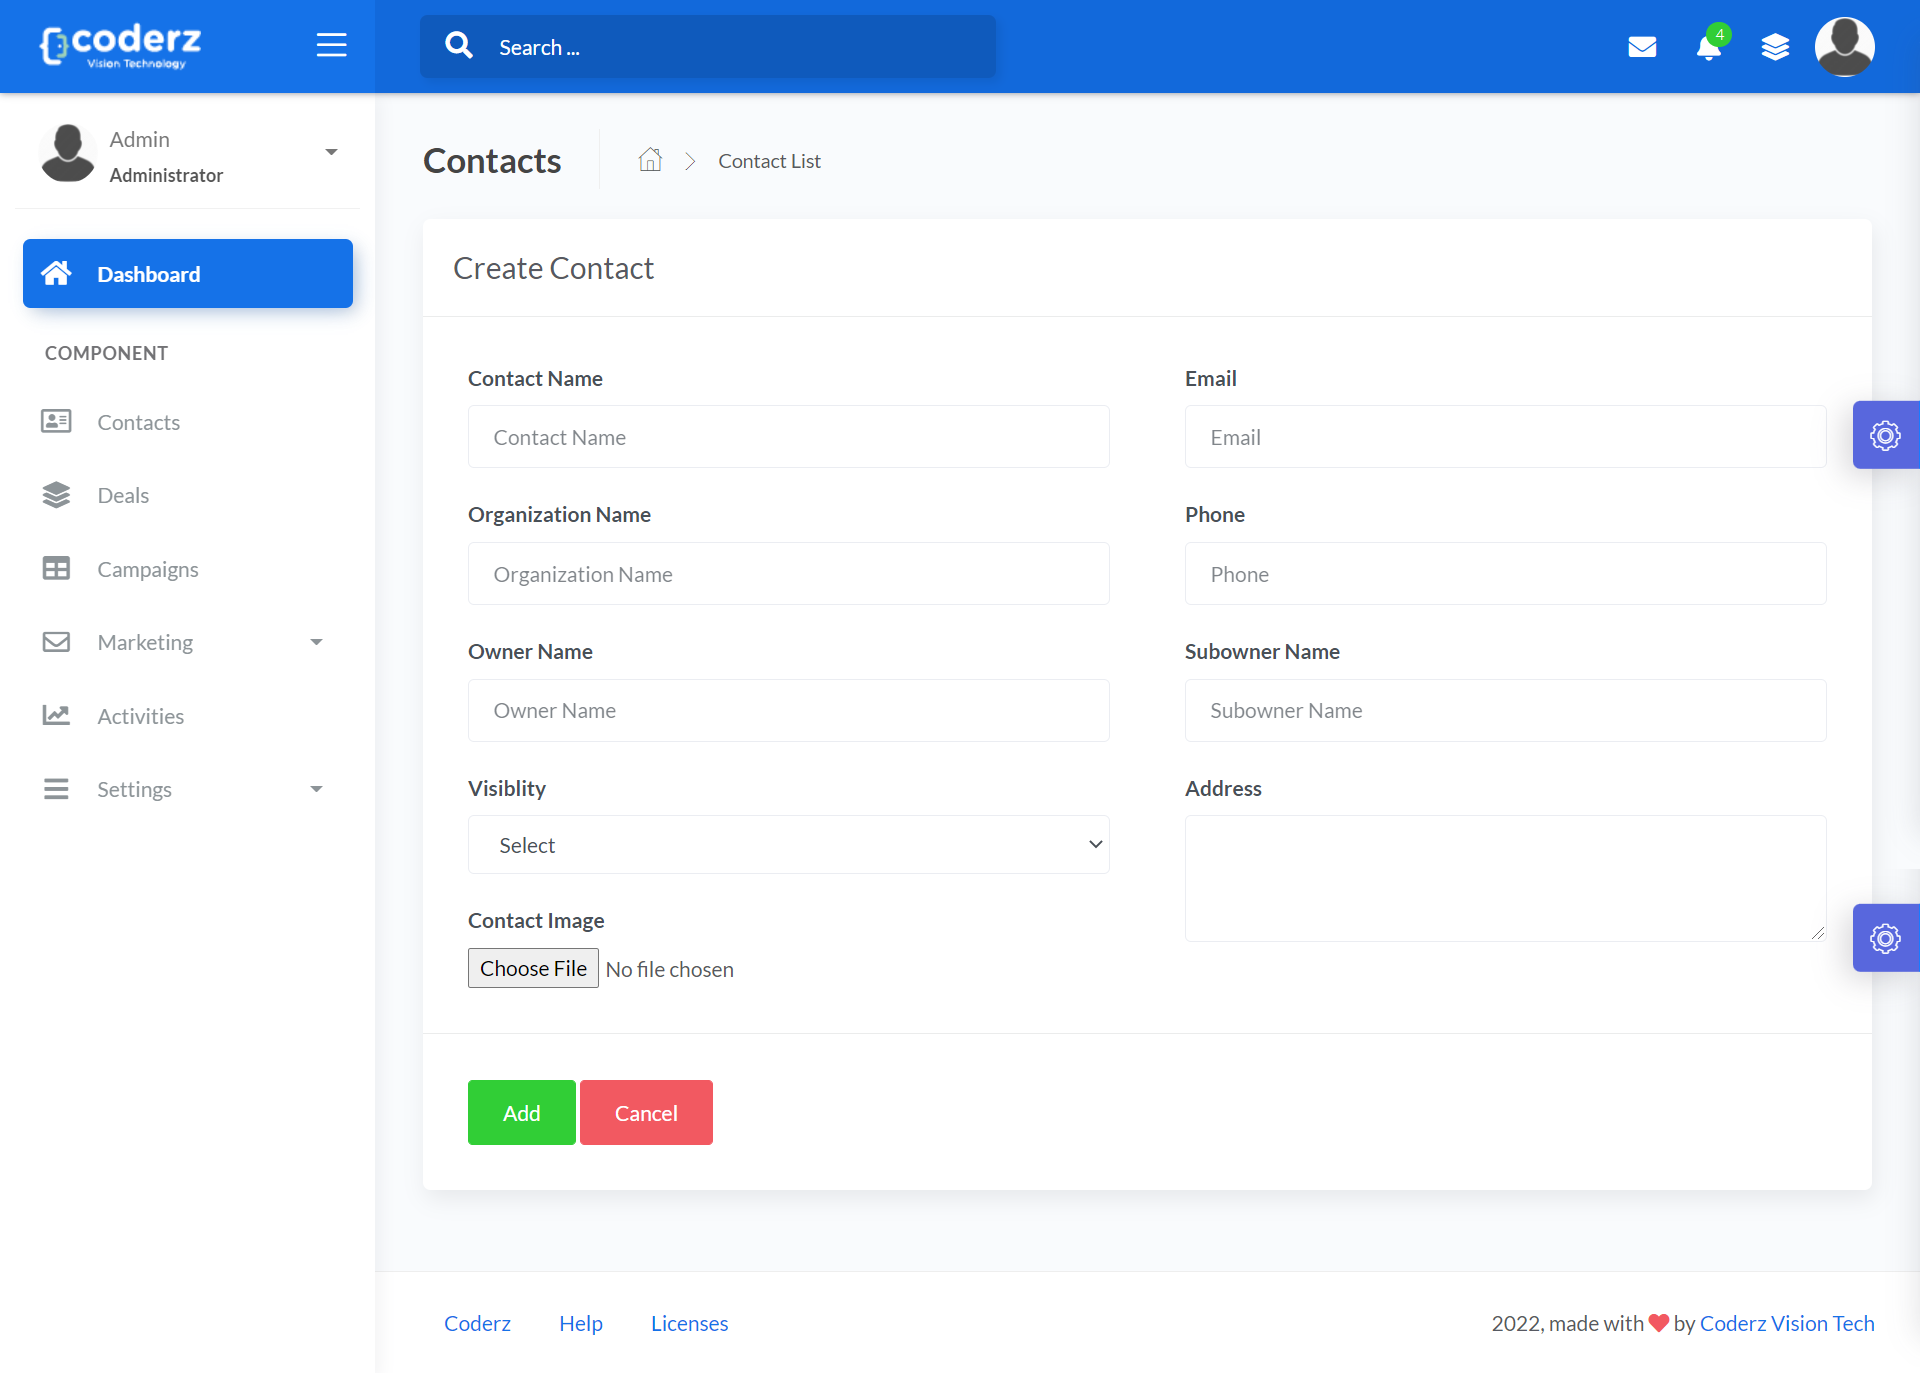 coderz
Vision Technology
Search ...
4
Admin
Administrator
Dashboard
COMPONENT
Contacts
Deals
Campaigns
Marketing
Activities
Settings
Contacts
Contact List
Create Contact
Contact Name
Contact Name
Email
Email
Organization Name
Organization Name
Phone
Phone
Owner Name
Owner Name
Subowner Name
Subowner Name
Visiblity
Select
Address
Contact Image
Choose File No file chosen
Add
Cancel
Coderz
Help
Licenses
2022, made with by Coderz Vision Tech